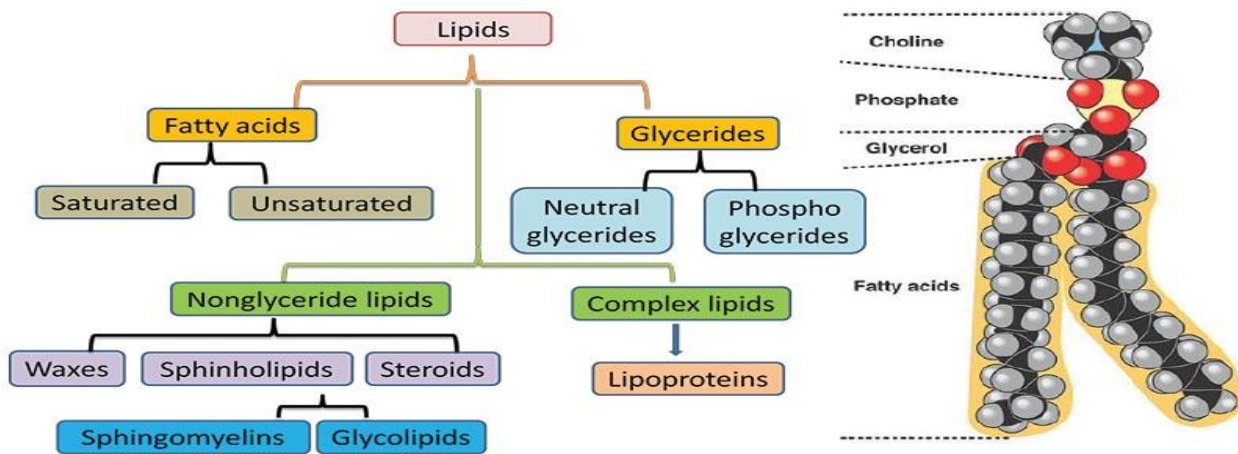 Lipids
Fatty acids
Glycerides
Saturated
Unsaturated
Neutral
glycerides
Phospho
glycerides
Nonglyceride lipids
Complex lipids
Waxes
Sphinholipids
Steroids
Lipoproteins
Sphingomyelins
Glycolipids
Choline
Phosphate
Glycerol
Fatty acids